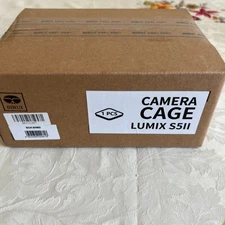 1 PCS
CAMERA
CAGE
LUMIX S5II